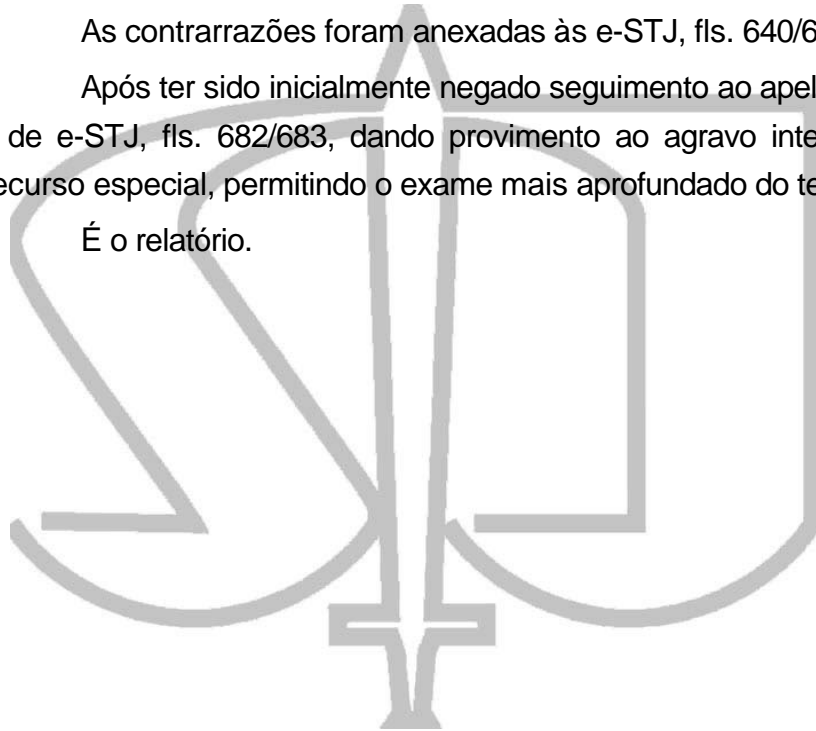 As contrarrazões foram anexadas às e-STJ, fls. 640/6
Após ter sido inicialmente negado seguimento ao apel
de e-STJ, fls. 682/683, dando provimento ao agravo inte
ecurso especial, permitindo o exame mais aprofundado do te
É o relatório.